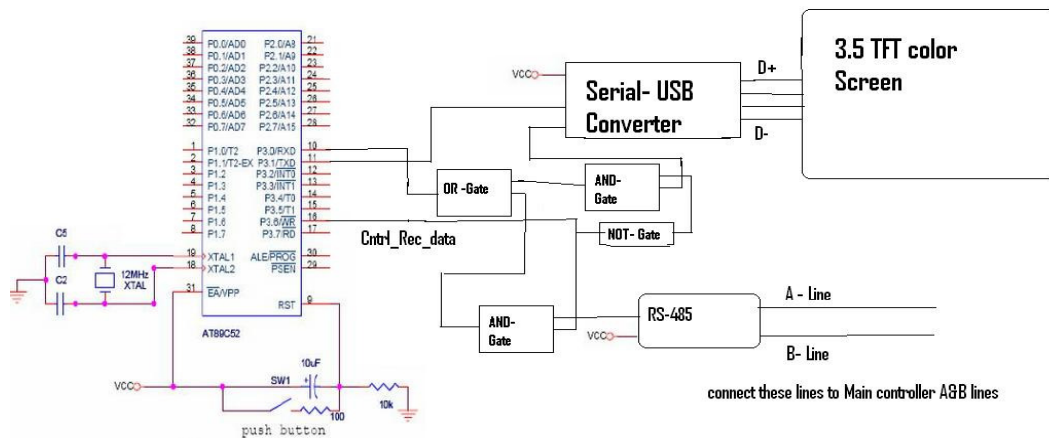 39 P0.0/AD0 P2.0/A8 21
38 P0.1/AD1 P2.1/A9 22
37 P0.2/AD2 P2.2/A10 23
36 P0.3/AD3 P2.3/A11 24
35 P0.4/AD4 P2.4/A12 25
34 P0.5/AD5 P2.5/A13 26
33 P0.6/AD6 P2.6/A14 27
32 P0.7/AD7 P2.7/A15 28
1 P1.0/T2 P3.0/RXD 10
2 P1.1/T2-EX P3.1/TXD 11
3 P1.2 P3.2/INT0 12
4 P1.3 P3.3/INT1 13
5 P1.4 P3.4/T0 14
6 P1.5 P3.5/T1 15
7 P1.6 P3.6/WR 16
8 P1.7 P3.7/RD 17
19 XTAL1 ALE/PROG 30
18 XTAL2 PSEN 29
31 EA/VPP
RST 9
AT89C52
C5
C2
12MHz
XTAL
VCC
SW1
10uF
+
100
10k
push button
Cntrl_Rec_data
OR -Gate
AND-
Gate
NOT- Gate
AND-
Gate
VCC
Serial- USB
Converter
D+
D-
3.5 TFT color
Screen
VCC
RS-485
A - Line
B- Line
connect these lines to Main controller A&B lines